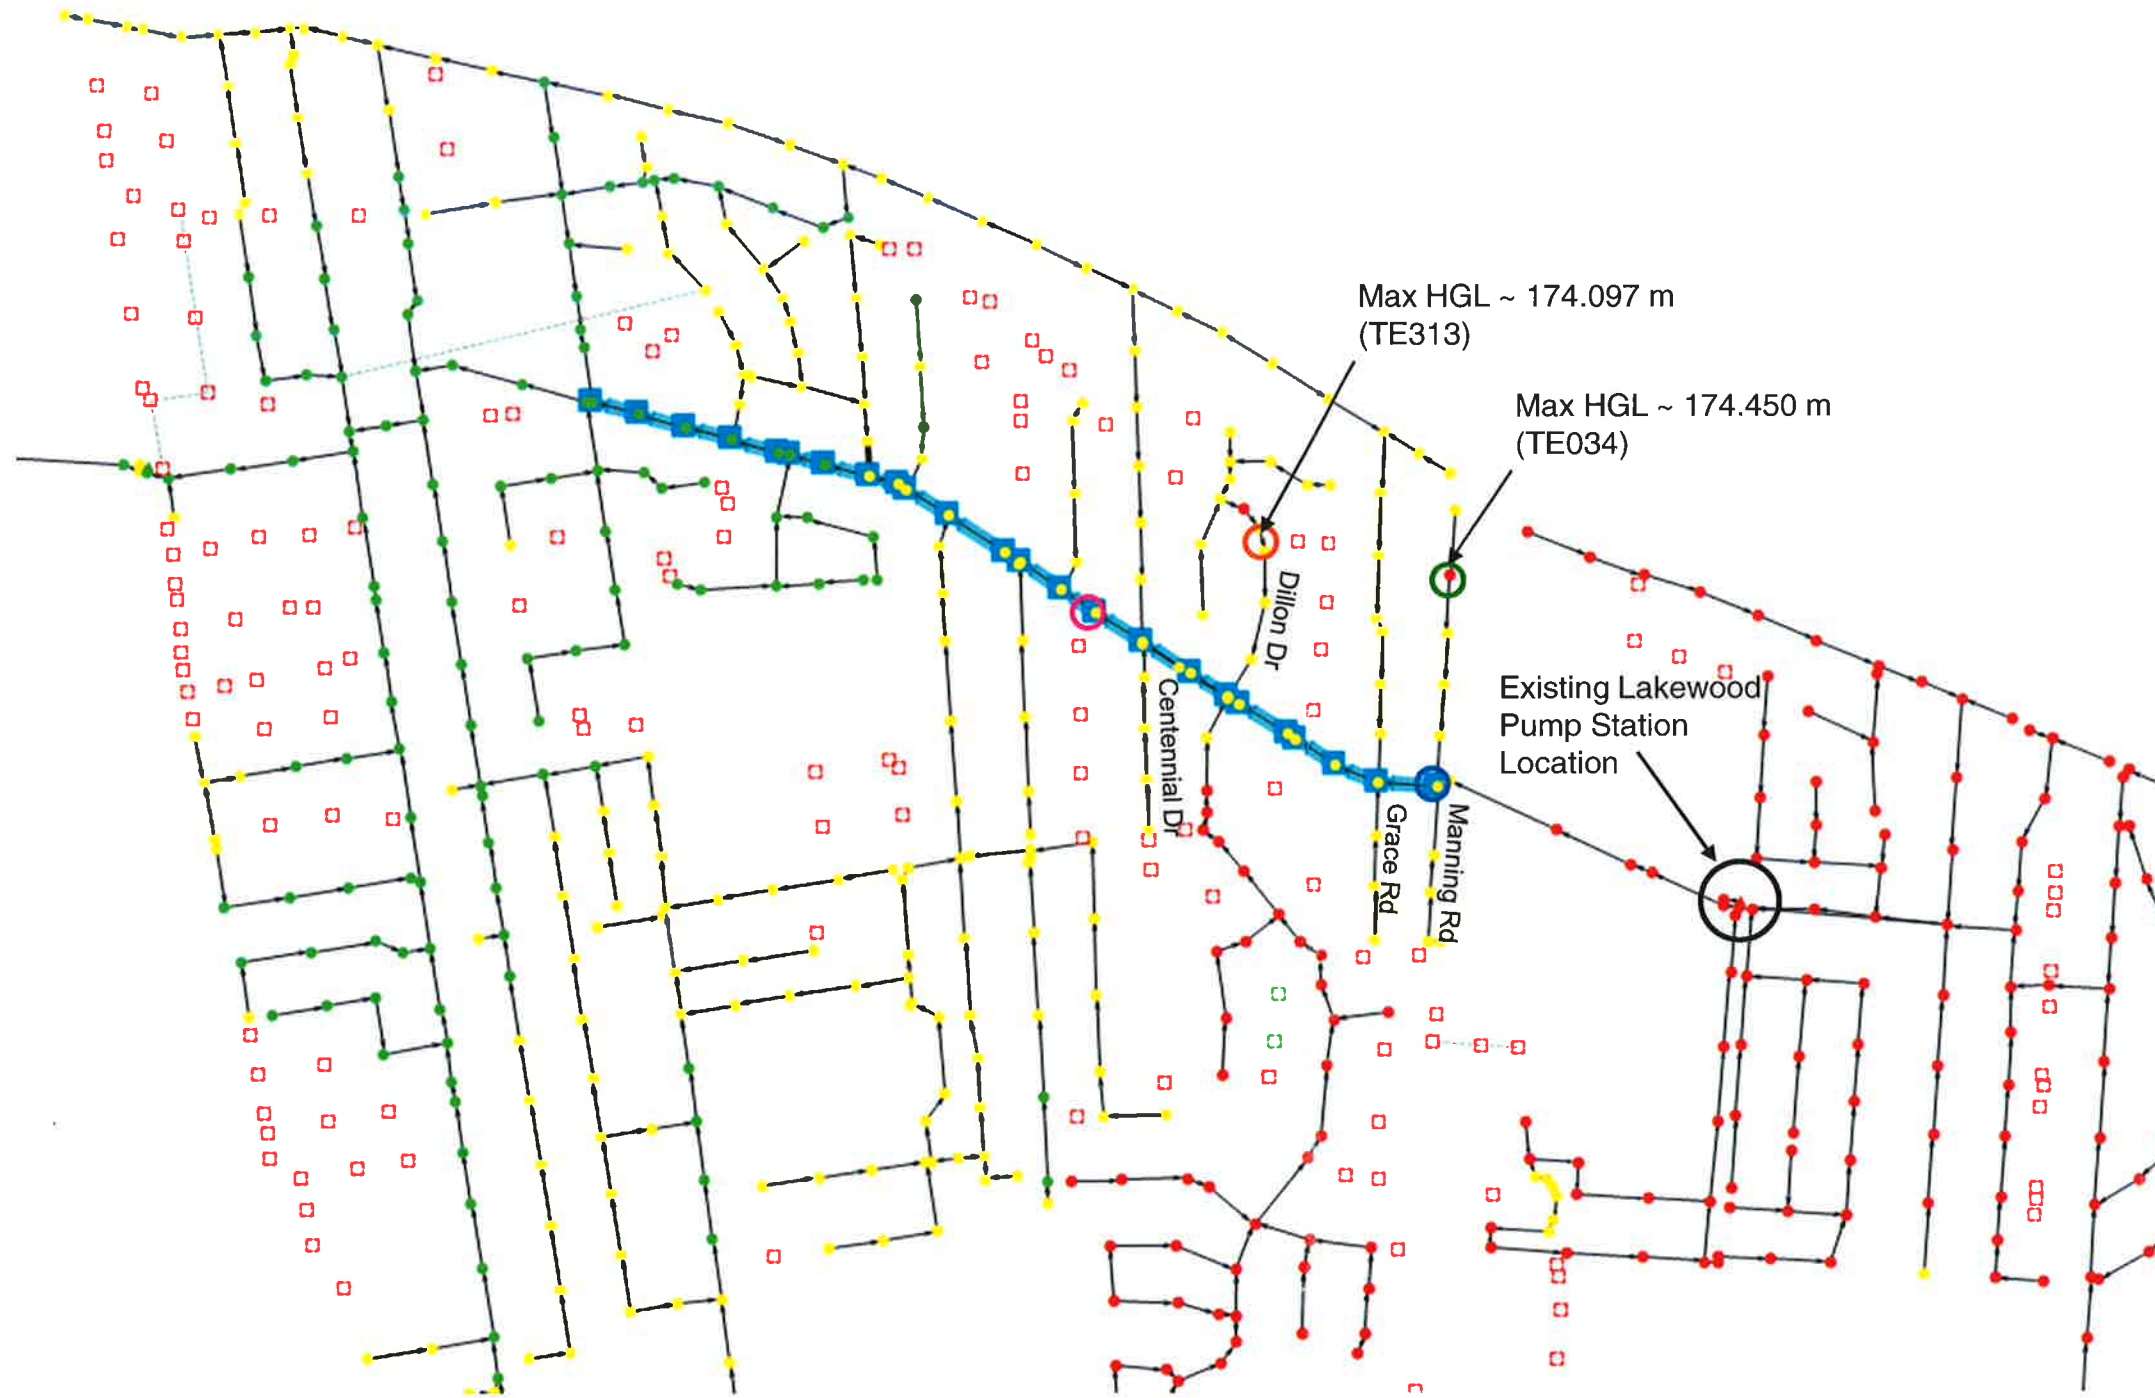 Max HGL ~ 174.097 m
(TE313)
Max HGL ~ 174.450 m
(TE034)
Dillon Dr
Existing Lakewood
Pump Station
Location
Centennial Dr
Grace Rd
Manning Rd